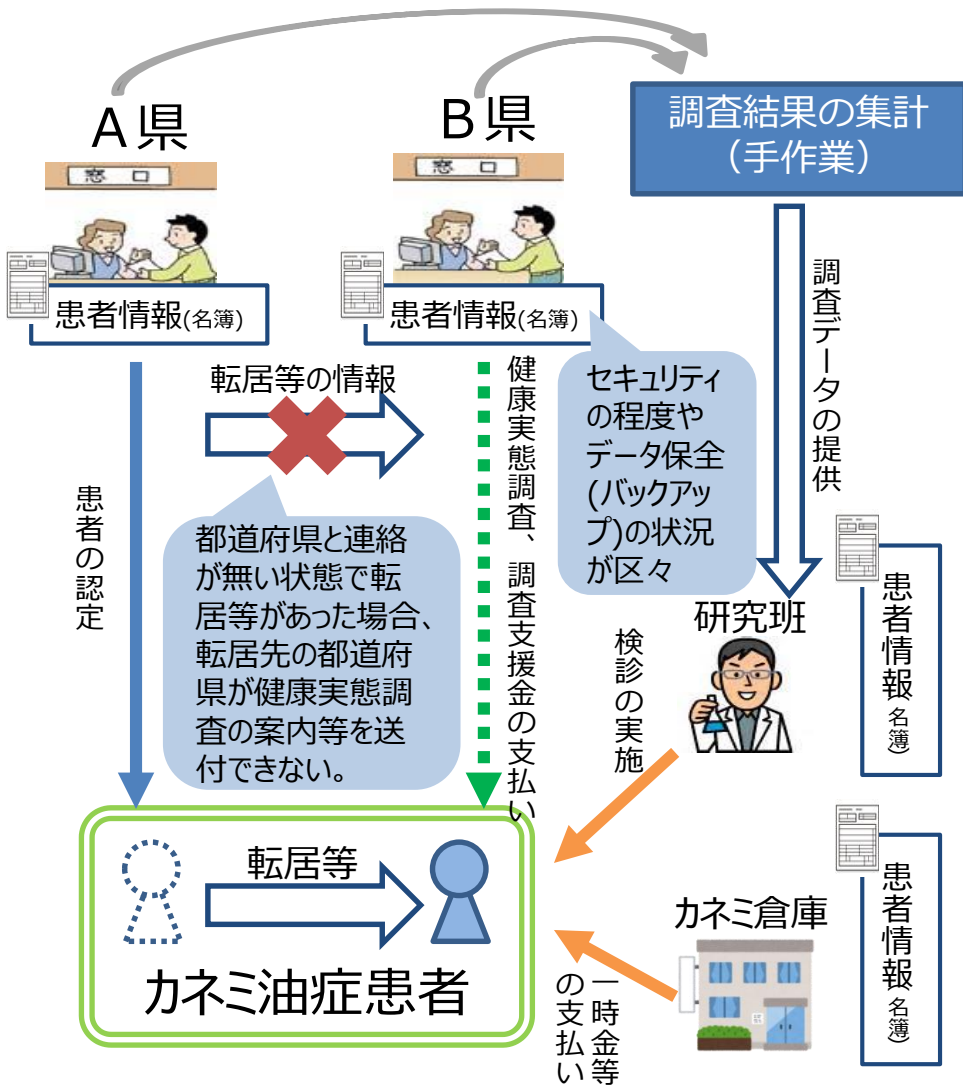 A県
窓口
患者情報(名簿)
B県
窓口
患者情報(名簿)
調査結果の集計
(手作業)
転居等の情報
セキュリティ
の程度や
データ保全
(バックアッ
プ)の状況
が区々
調査データの提供
患者の認定
都道府県と連絡
が無い状態で転
居等があった場合、
転居先の都道府
県が健康実態調
査の案内等を送
付できない。
健康実態調査、調査支援金の支払い
研究班
患者情報(名簿)
検診の実施
転居等
カネミ油症患者
カネミ倉庫
患者情報(名簿)
一時金等
の支払い